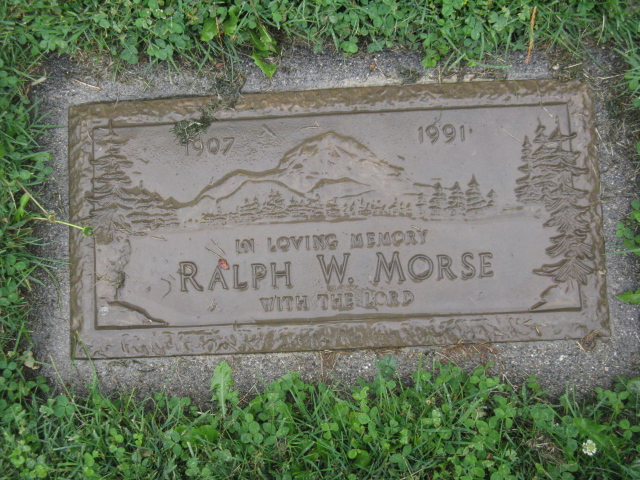 1907 1991
IN LOVING MEMORY
RALPH W. MORSE
WITH THE LORD